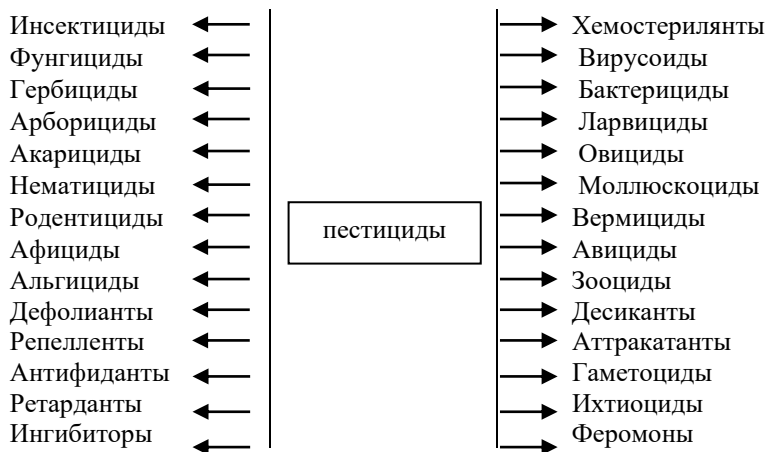 Инсектициды
Фунгициды
Гербициды
Арборициды
Акарициды
Нематициды
Родентициды
Афициды
Альгициды
Дефолианты
Репелленты
Антифиданты
Ретарданты
Ингибиторы
пестициды
Хемостерилянты
Вирусоиды
Бактерициды
Ларвициды
Овициды
Моллюскоциды
Вермициды
Авициды
Зооциды
Десиканты
Аттракатанты
Гаметоциды
Ихтиоциды
Феромоны